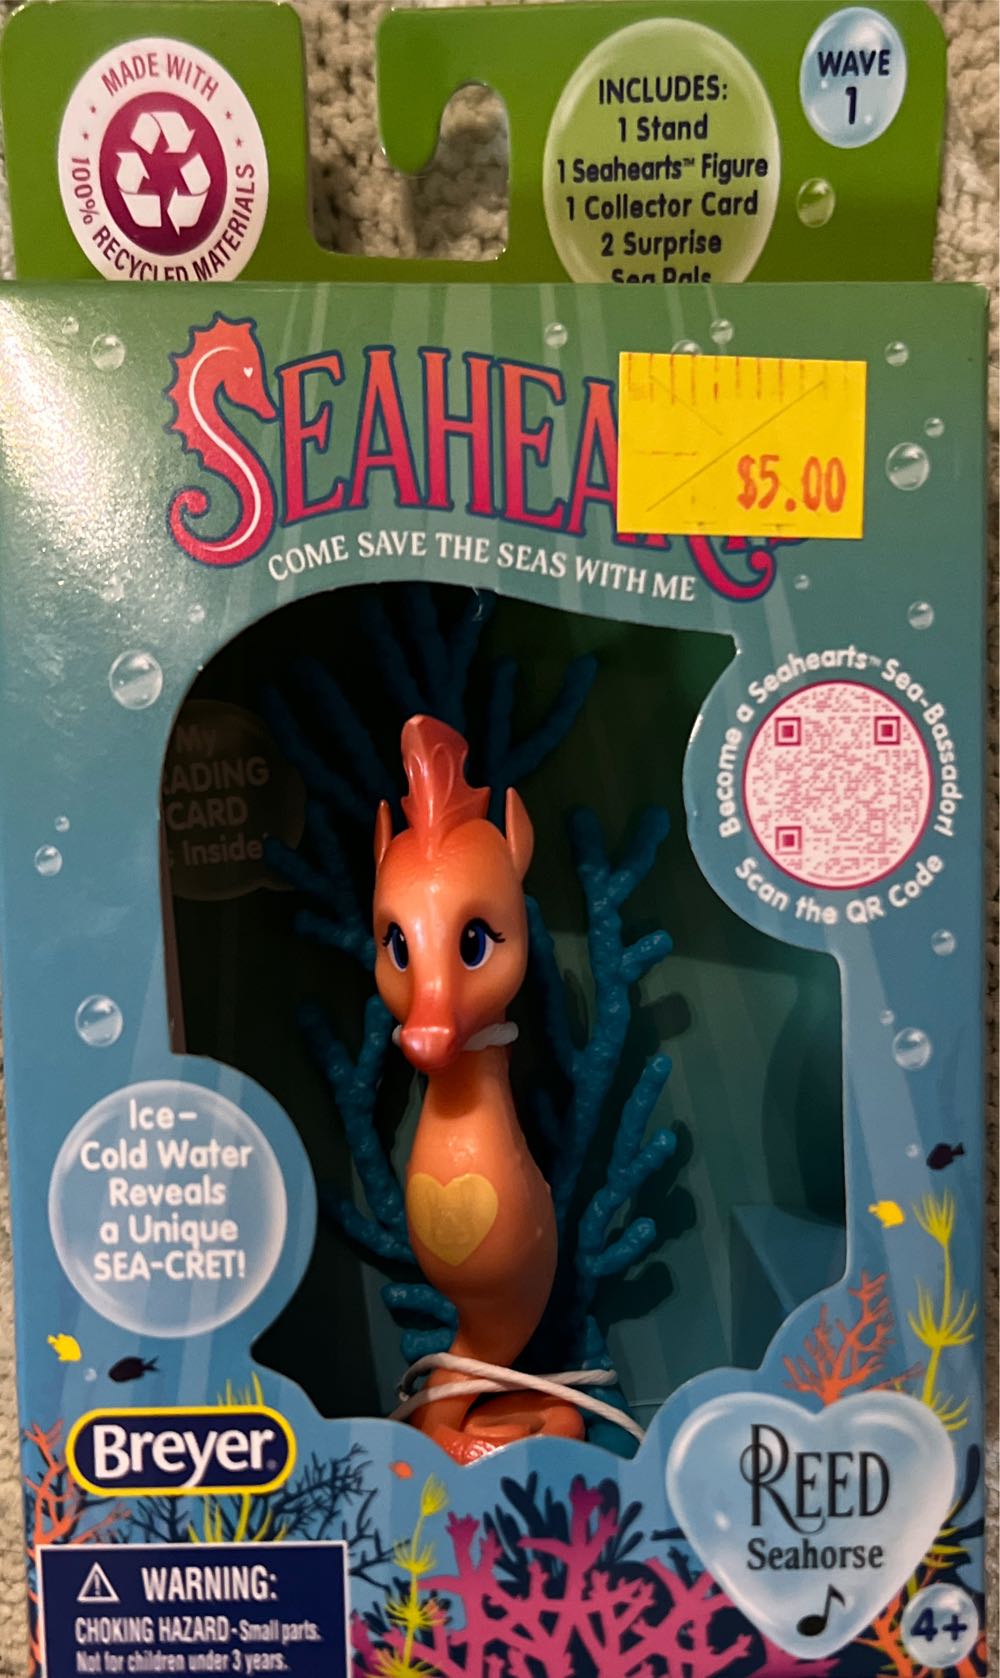 MADE WITH
100% RECYCLED MATERIALS
INCLUDES:
1 Stand
1 Seahearts™ Figure
1 Collector Card
2 Surprise
Sea Pals
WAVE
1
$5.00
COME SAVE THE SEAS WITH ME
Become a Seahearts™ Sea-Bassador!
Scan the QR Code
My
CARD
Inside
Ice-
Cold Water
Reveals
a Unique
SEA-CRET!
Breyer
REED
Seahorse
4+
WARNING:
CHOKING HAZARD - Small parts.
Not for children under 3 years.